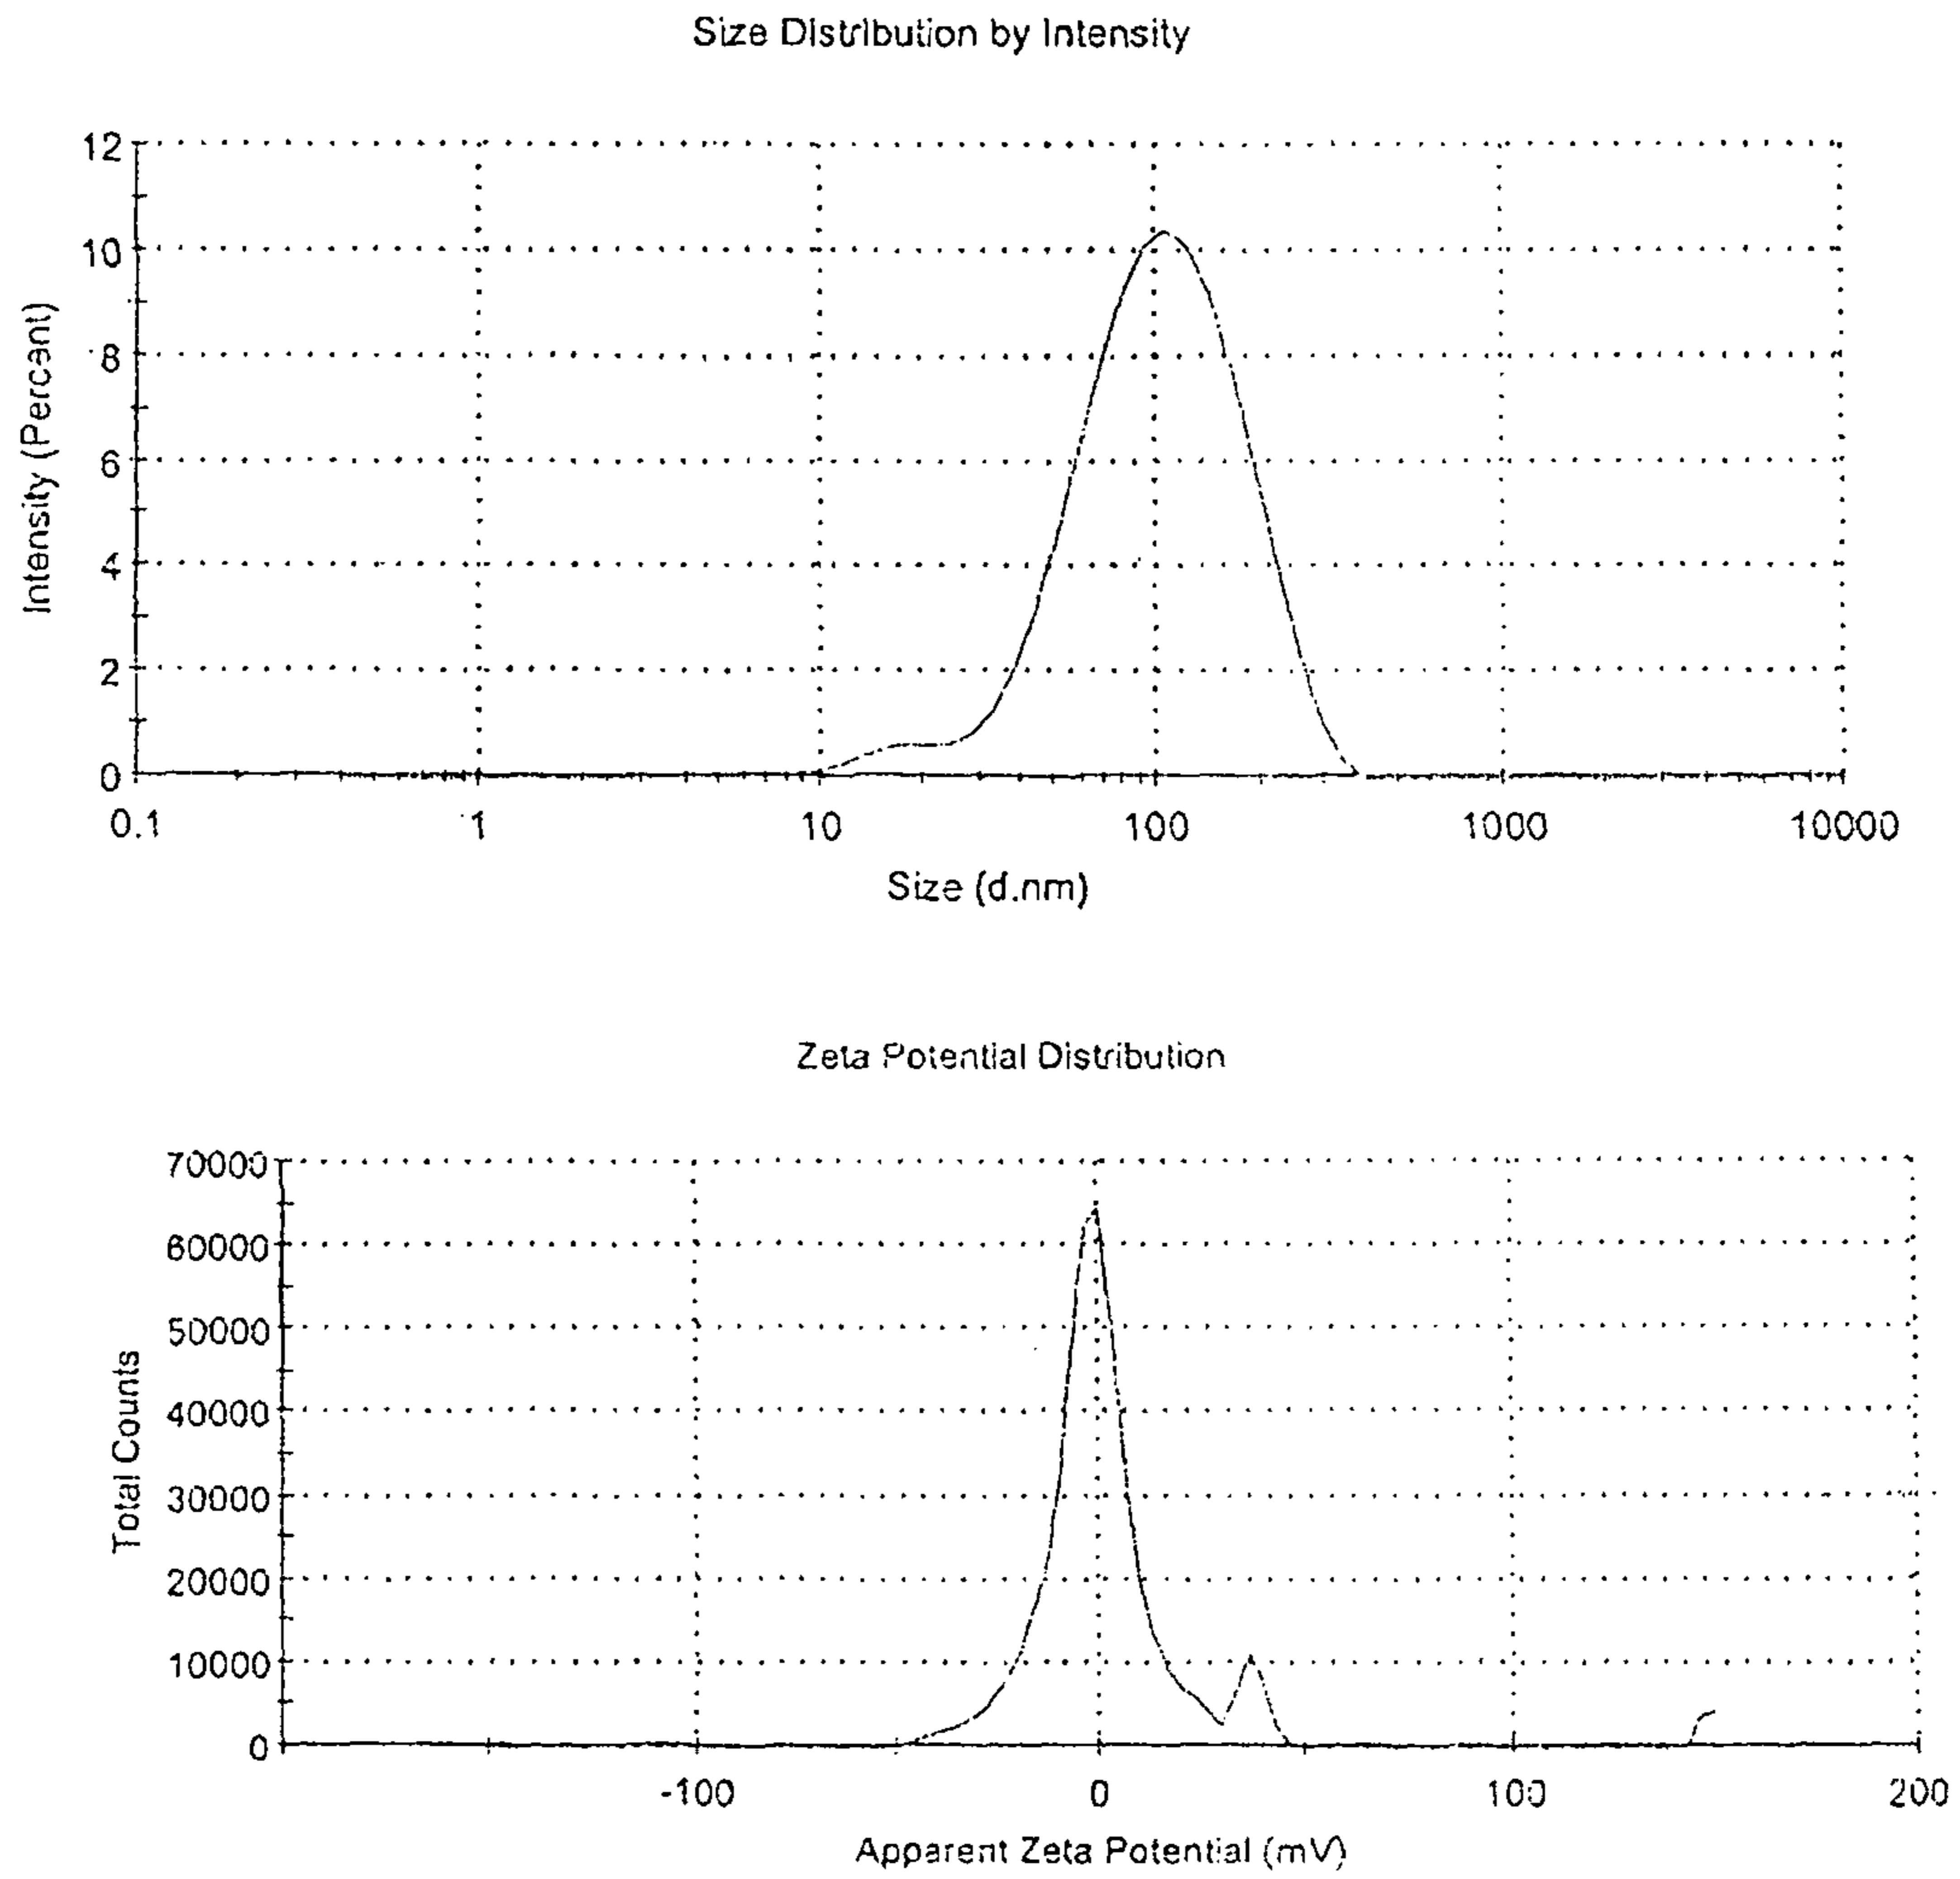 Size Distribution by Intensity
12
10
8
6
4
2
0
Intensity (Percent)
0.1 1 10 100 1000 10000
Size (d.nm)
Zeta Potential Distribution
70000
60000
50000
40000
30000
20000
10000
0
Total Counts
-100 0 100 200
Apparent Zeta Potential (mV)